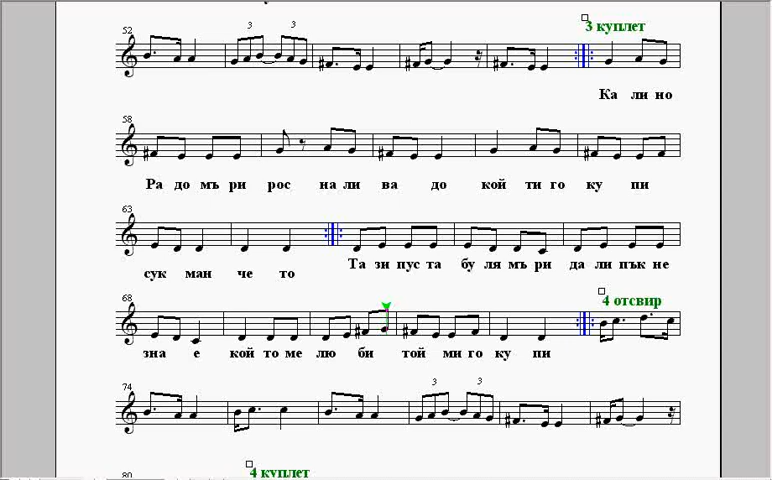 3 куплет
52
3 3
Ка ли но
58
Ра до мъ ри рос на ли ва до кой ти го ку пи
63
сук ман че то Та зи пус та бу ля мъ ри да ли пък не
4 отсвир
68
зна е кой то ме лю би той ми го ку пи
74
3 3
80
4 куплет